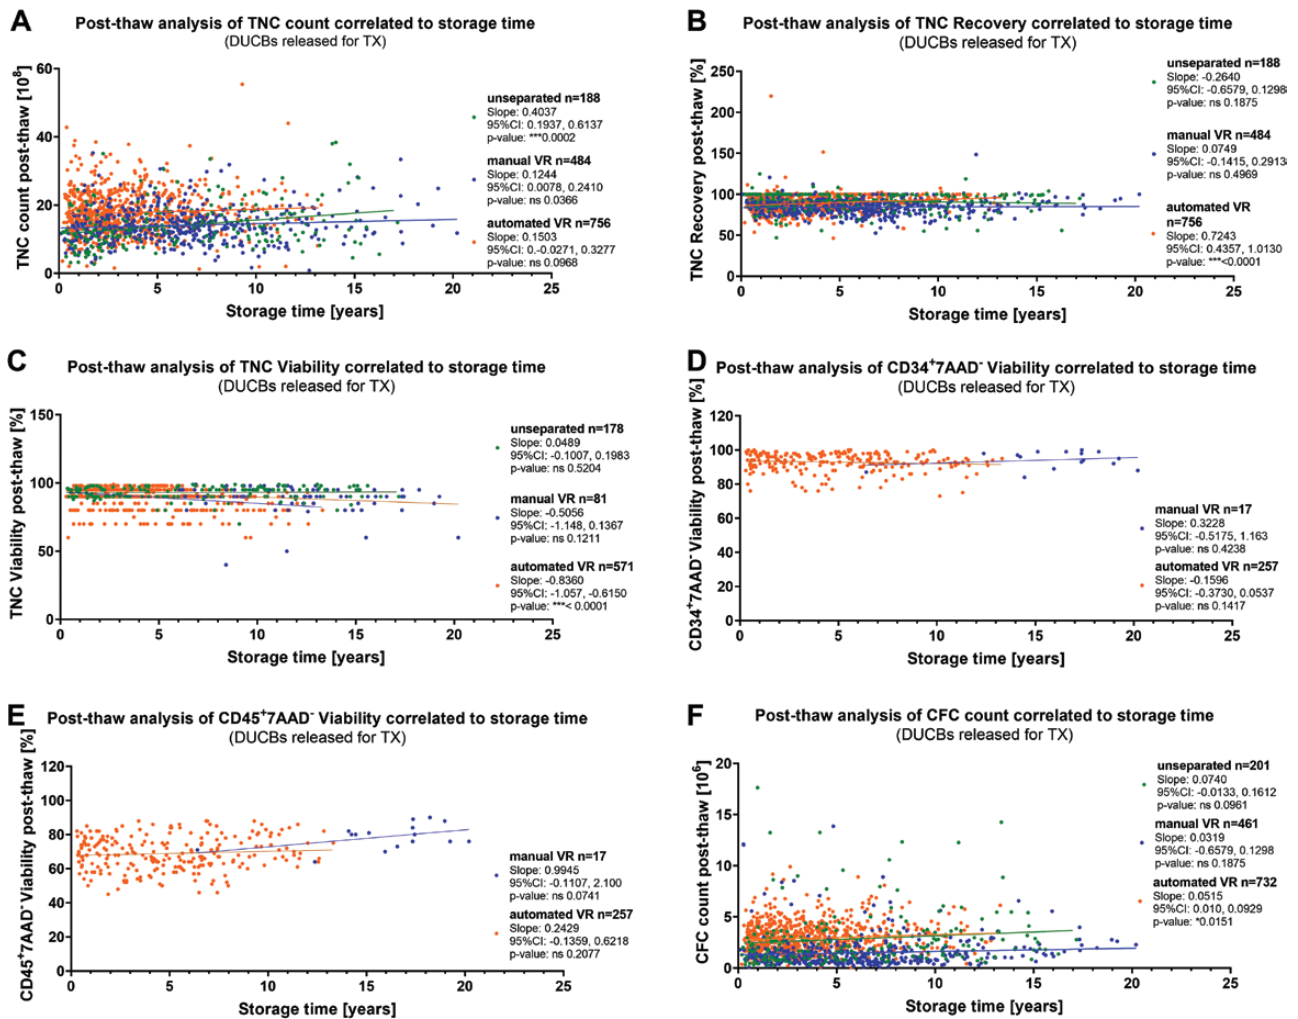 A
Post-thaw analysis of TNC count correlated to storage time
(DUCBs released for TX)
TNC count post-thaw [10⁸]
60
40
20
0
0 5 10 15 20 25
Storage time [years]
unseparated n=188
Slope: 0.4037
95%CI: 0.1937, 0.6137
p-value: ***0.0002
manual VR n=484
Slope: 0.1244
95%CI: 0.0078, 0.2410
p-value: ns 0.0366
automated VR n=756
Slope: 0.1503
95%CI: 0.-0.0271, 0.3277
p-value: ns 0.0968
B
Post-thaw analysis of TNC Recovery correlated to storage time
(DUCBs released for TX)
TNC Recovery post-thaw [%]
250
200
150
100
50
0
0 5 10 15 20 25
Storage time [years]
unseparated n=188
Slope: -0.2640
95%CI: -0.6579, 0.1298
p-value: ns 0.1875
manual VR n=484
Slope: 0.0749
95%CI: -0.1415, 0.2913
p-value: ns 0.4969
automated VR
n=756
Slope: 0.7243
95%CI: 0.4357, 1.0130
p-value: ***<0.0001
C
Post-thaw analysis of TNC Viability correlated to storage time
(DUCBs released for TX)
TNC Viability post-thaw [%]
150
100
50
0
0 5 10 15 20 25
Storage time [years]
unseparated n=178
Slope: 0.0489
95%CI: -0.1007, 0.1983
p-value: ns 0.5204
manual VR n=81
Slope: -0.5056
95%CI: -1.148, 0.1367
p-value: ns 0.1211
automated VR n=571
Slope: -0.8360
95%CI: -1.057, -0.6150
p-value: ***< 0.0001
D
Post-thaw analysis of CD34⁺7AAD⁻ Viability correlated to storage time
(DUCBs released for TX)
CD34⁺7AAD⁻ Viability post-thaw [%]
120
100
80
60
40
20
0
0 5 10 15 20 25
Storage time [years]
manual VR n=17
Slope: 0.3228
95%CI: -0.5175, 1.163
p-value: ns 0.4238
automated VR n=257
Slope: -0.1596
95%CI: -0.3730, 0.0537
p-value: ns 0.1417
E
Post-thaw analysis of CD45⁺7AAD⁻ Viability correlated to storage time
(DUCBs released for TX)
CD45⁺7AAD⁻ Viability post-thaw [%]
120
100
80
60
40
20
0
0 5 10 15 20 25
Storage time [years]
manual VR n=17
Slope: 0.9945
95%CI: -0.1107, 2.100
p-value: ns 0.0741
automated VR n=257
Slope: 0.2429
95%CI: -0.1359, 0.6218
p-value: ns 0.2077
F
Post-thaw analysis of CFC count correlated to storage time
(DUCBs released for TX)
CFC count post-thaw [10⁶]
20
15
10
5
0
0 5 10 15 20 25
Storage time [years]
unseparated n=201
Slope: 0.0740
95%CI: -0.0133, 0.1612
p-value: ns 0.0961
manual VR n=461
Slope: 0.0319
95%CI: -0.6579, 0.1298
p-value: ns 0.1875
automated VR n=732
Slope: 0.0515
95%CI: 0.010, 0.0929
p-value: *0.0151